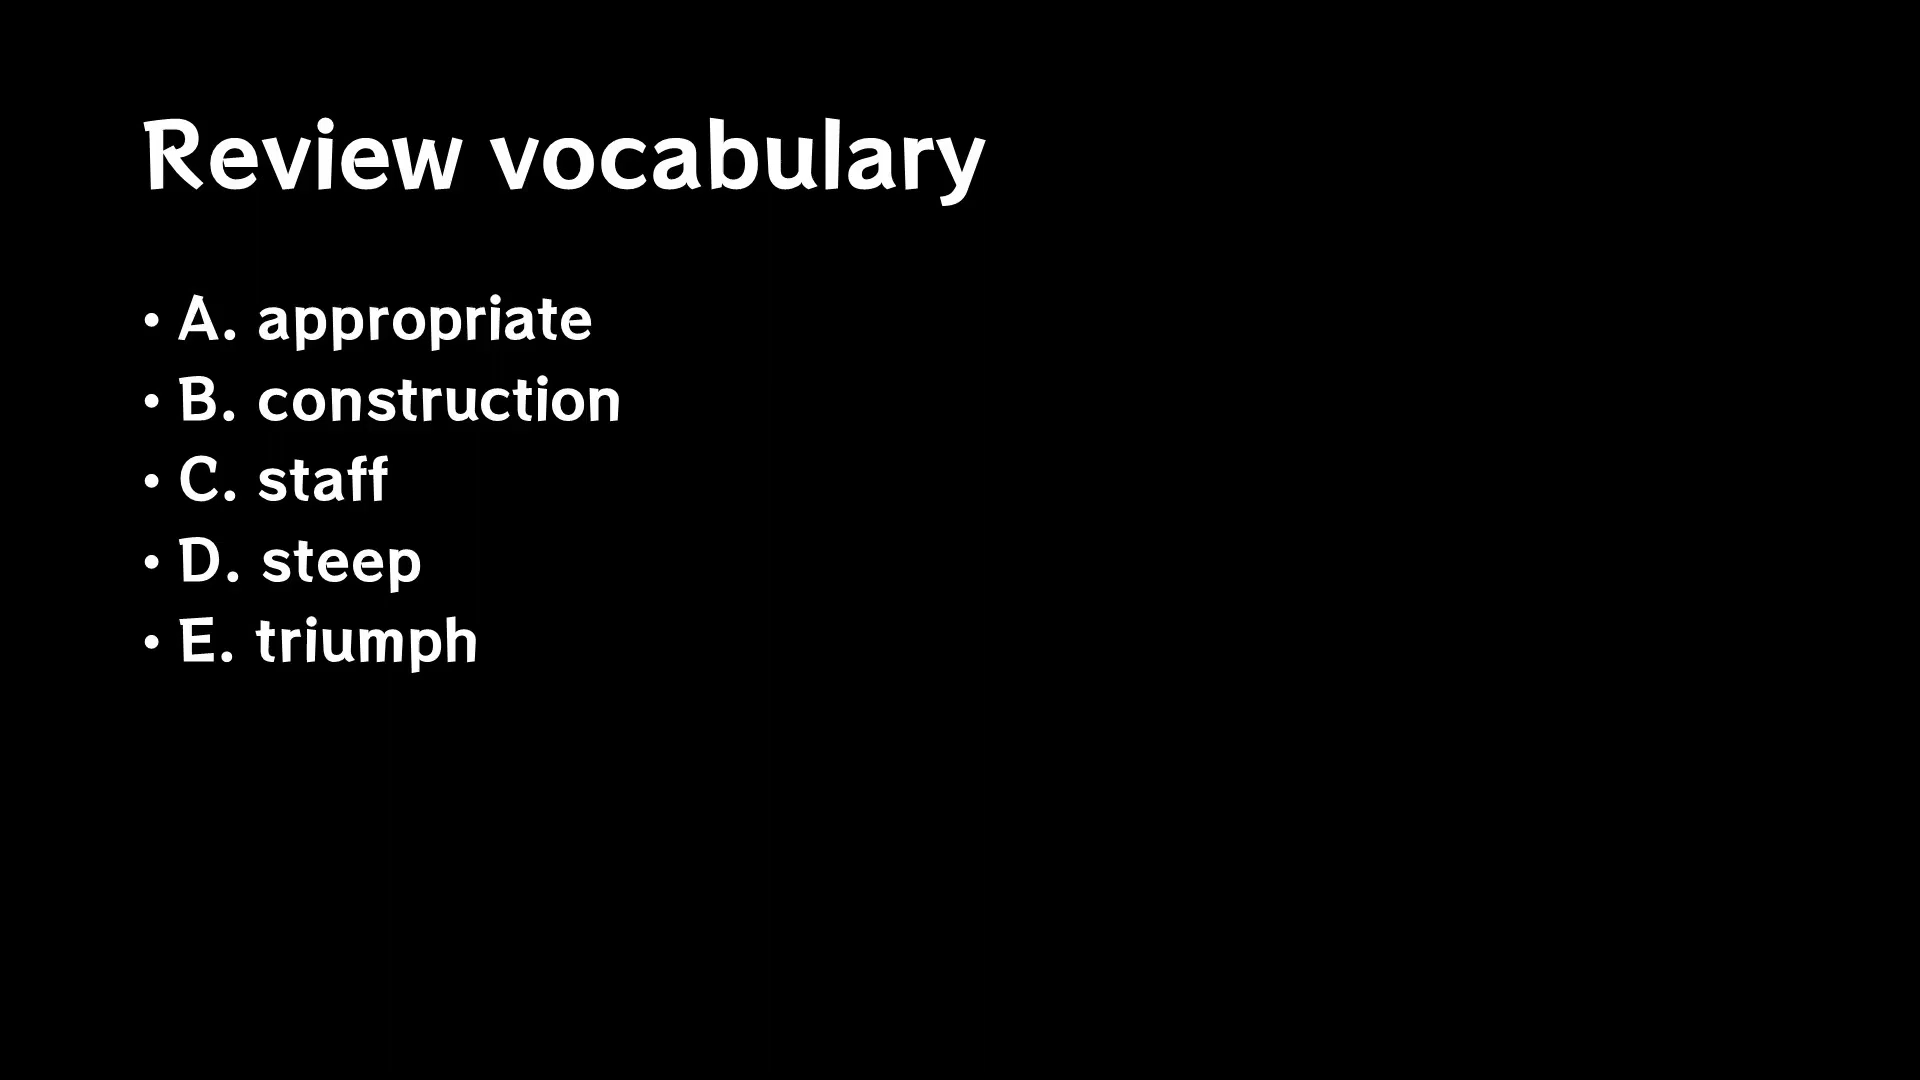 Review vocabulary
• A. appropriate
• B. construction
• C. staff
• D. steep
• E. triumph